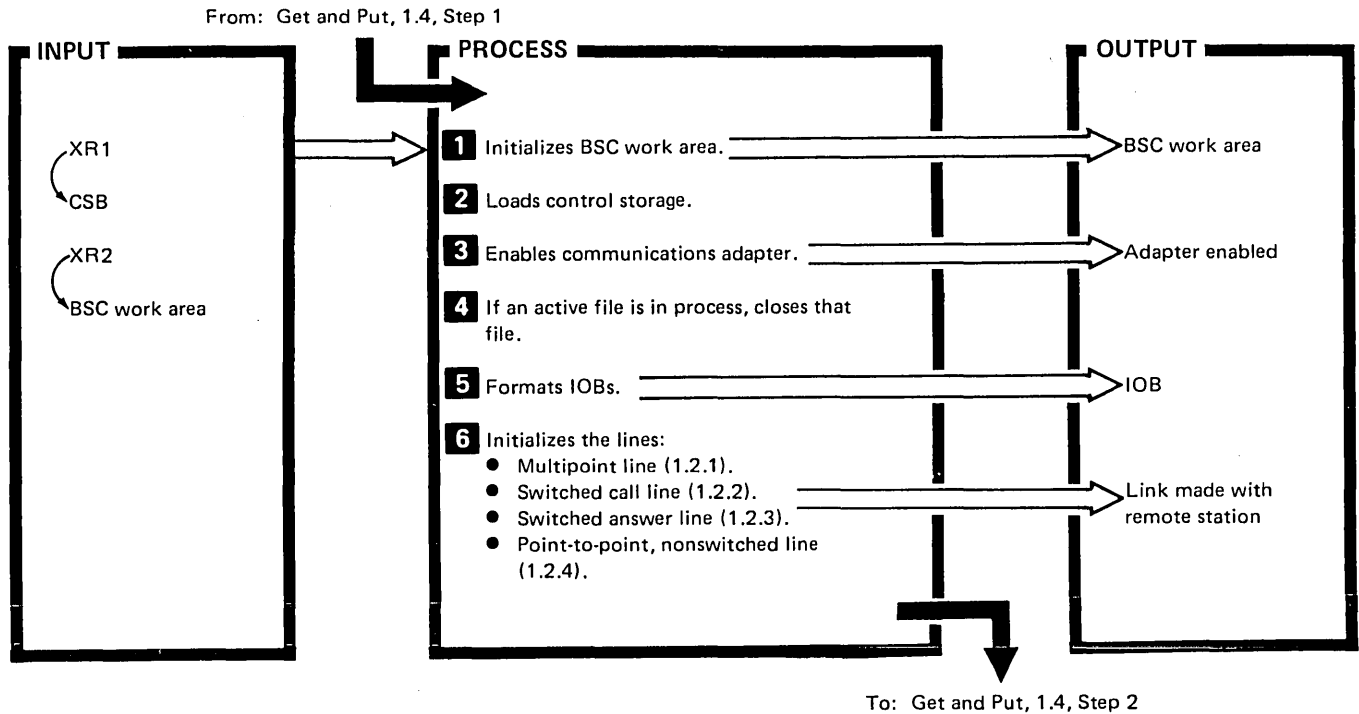 From: Get and Put, 1.4, Step 1
INPUT
XR1
CSB
XR2
BSC work area
PROCESS
1 Initializes BSC work area.
2 Loads control storage.
3 Enables communications adapter.
4 If an active file is in process, closes that
file.
5 Formats IOBs.
6 Initializes the lines:
● Multipoint line (1.2.1).
● Switched call line (1.2.2).
● Switched answer line (1.2.3).
● Point-to-point, nonswitched line
(1.2.4).
OUTPUT
BSC work area
Adapter enabled
IOB
Link made with
remote station
To: Get and Put, 1.4, Step 2